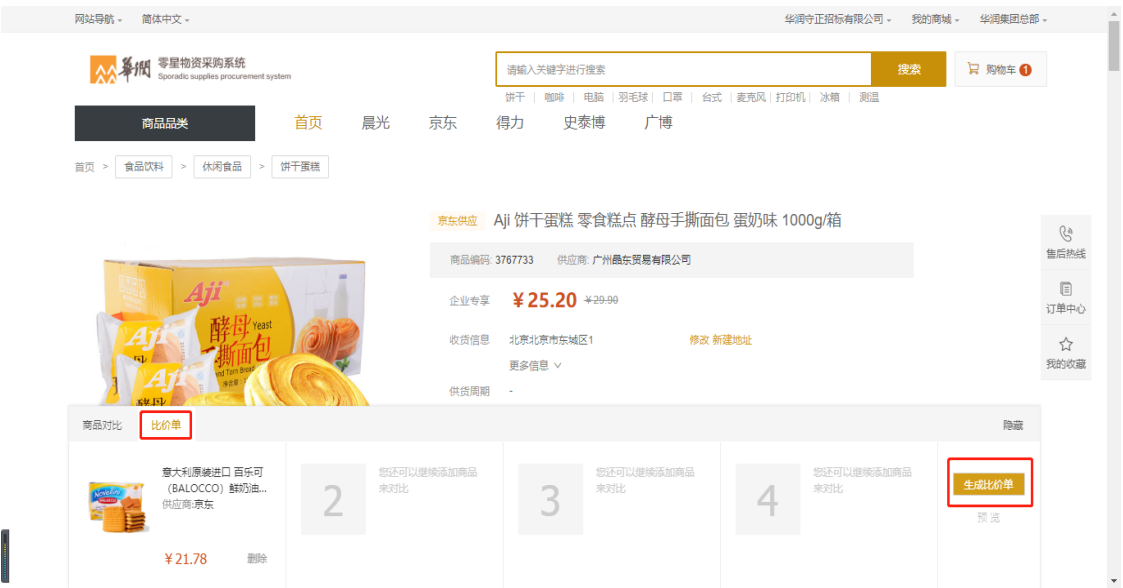 网站导航 简体中文 华润守正招标有限公司 我的商城 华润集团总部
華潤 零星物资采购系统
Sporadic supplies procurement system
请输入关键字进行搜索 搜索 购物车 1
饼干 | 咖啡 | 电脑 | 羽毛球 | 口罩 | 台式 | 麦克风 | 打印机 | 冰箱 | 测温
商品品类 首页 晨光 京东 得力 史泰博 广博
首页 > 食品饮料 > 休闲食品 > 饼干蛋糕
京东供应 Aji 饼干蛋糕 零食糕点 酵母手撕面包 蛋奶味 1000g/箱
商品编码: 3767733 供应商: 广州晶东贸易有限公司
企业专享 ¥25.20 ¥29.90
收货信息 北京北京市东城区1 修改 新建地址
更多信息
供货周期 -
售后热线
订单中心
我的收藏
Aji
酵母 Yeast
手撕面包
Hand Torn Bread
Aji
Aji
商品对比 比价单 隐藏
意大利原装进口 百乐可
（BALOCCO）鲜奶油...
供应商:京东
¥21.78 删除
2 您还可以继续添加商品
来对比
3 您还可以继续添加商品
来对比
4 您还可以继续添加商品
来对比
生成比价单
预 览